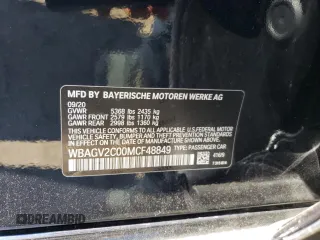 MFD BY BAYERISCHE MOTOREN WERKE AG
09/20
GVWR 5368 lbs 2435 kg
GAWR FRONT 2579 lbs 1170 kg
GAWR REAR 2998 lbs 1360 kg
WBAGV2C00MCF48849
THIS VEHICLE CONFORMS TO ALL APPLICABLE
U.S. FEDERAL MOTOR VEHICLE SAFETY, BUMPER,
AND THEFT PREVENTION STANDARDS IN
EFFECT ON THE DATE OF MANUFACTURE
SHOWN ABOVE. TYPE: PASSENGER CAR
DREAMBID